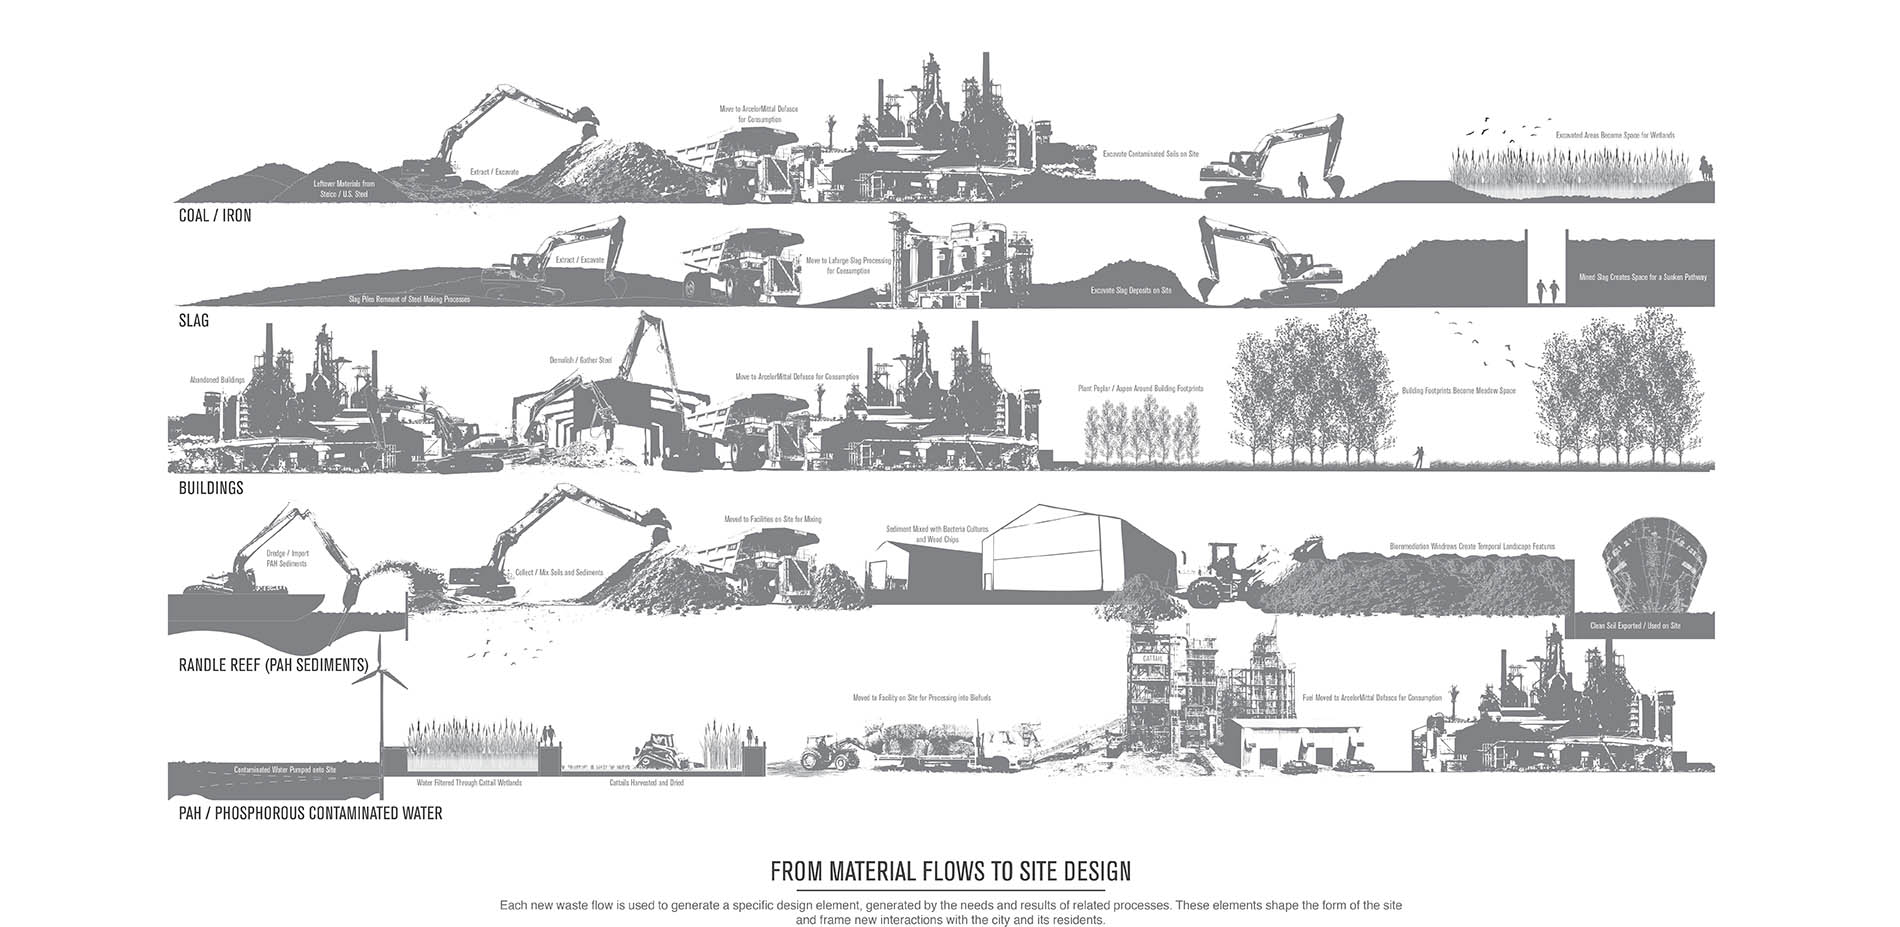 Move to ArcelorMittal Dofasco
for Consumption
Excavated Areas Become Space for Wetlands
Excavate Contaminated Soils on Site
Extract / Excavate
Leftover Materials from
Stelco / U.S. Steel
COAL / IRON
Extract / Excavate
Move to Lafarge Slag Processing
for Consumption
Mined Slag Creates Space for a Sunken Pathway
Excavate Slag Deposits on Site
Slag Piles Remnant of Steel Making Processes
SLAG
Demolish / Gather Steel
Abandoned Buildings
Move to ArcelorMittal Dofasco for Consumption
Plant Poplar / Aspen Around Building Footprints
Building Footprints Become Meadow Space
BUILDINGS
Moved to Facilities on Site for Mixing
Sediment Mixed with Bacteria Cultures
and Wood Chips
Dredge / Import
PAH Sediments
Bioremediation Windrows Create Temporal Landscape Features
Collect / Mix Soils and Sediments
Clean Soil Exported / Used on Site
RANDLE REEF (PAH SEDIMENTS)
CATTAIL
Moved to Facility on Site for Processing into Biofuels
Fuel Moved to ArcelorMittal Dofasco for Consumption
Contaminated Water Pumped onto Site
Water Filtered Through Cattail Wetlands
Cattails Harvested and Dried
PAH / PHOSPHOROUS CONTAMINATED WATER
FROM MATERIAL FLOWS TO SITE DESIGN
Each new waste flow is used to generate a specific design element, generated by the needs and results of related processes. These elements shape the form of the site
and frame new interactions with the city and its residents.